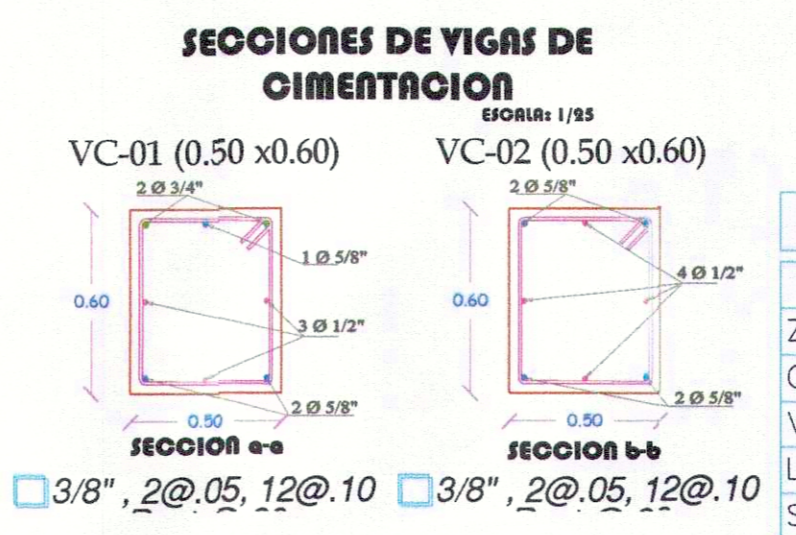 SECCIONES DE VIGAS DE
CIMENTACION
ESCALA: 1/25
VC-01 (0.50 x0.60)
2 Ø 3/4"
1 Ø 5/8"
0.60
3 Ø 1/2"
2 Ø 5/8"
0.50
SECCION a-a
3/8" , 2@.05, 12@.10
VC-02 (0.50 x0.60)
2 Ø 5/8"
4 Ø 1/2"
0.60
2 Ø 5/8"
0.50
SECCION b-b
3/8" , 2@.05, 12@.10